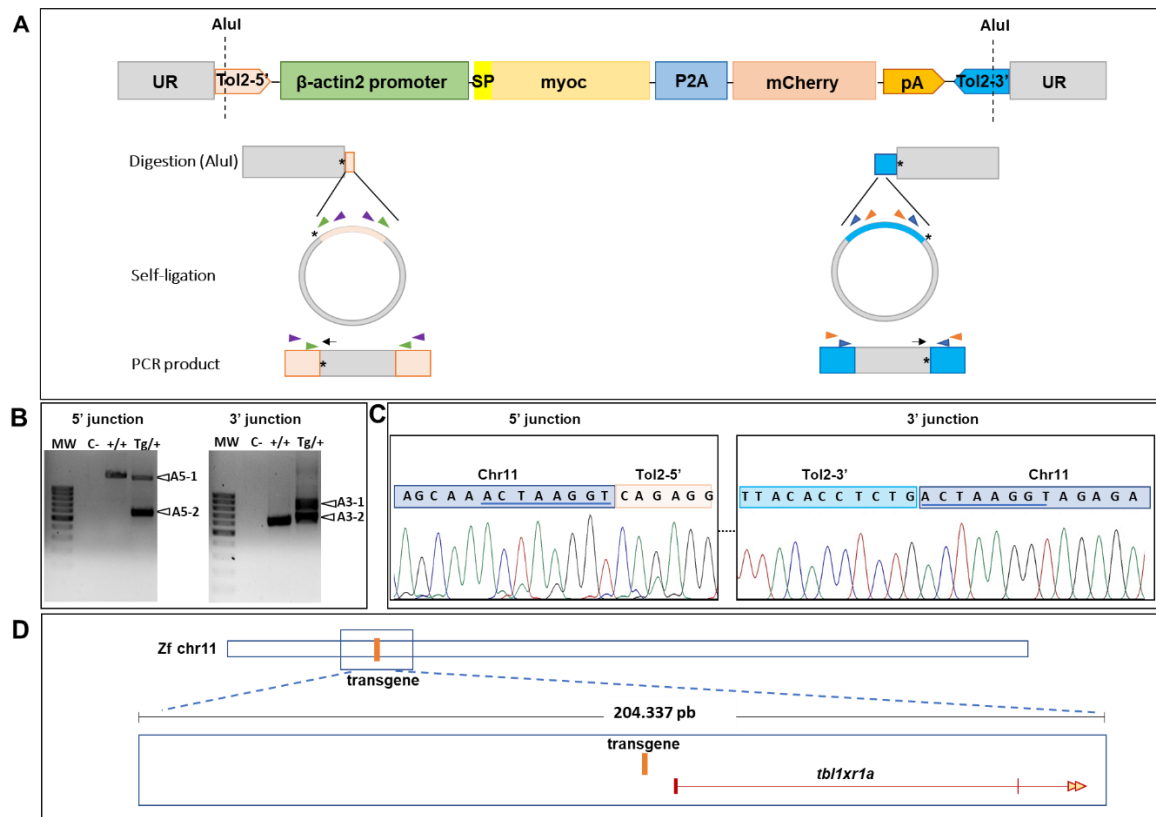 A
AluI
AluI
UR Tol2-5' β-actin2 promoter SP myoc P2A mCherry pA Tol2-3' UR
Digestion (AluI)
*
*
*
*
Self-ligation
PCR product
*
*
B
5' junction
3' junction
MW C- +/+ Tg/+
MW C- +/+ Tg/+
A5-1
A5-2
A3-1
A3-2
C
5' junction
3' junction
Chr11
Tol2-5'
Tol2-3'
Chr11
A G C A A A C T A A G G T C A G A G G
T T A C A C C T C T G A C T A A G G T A G A G A
D
Zf chr11
transgene
204.337 pb
transgene
tbl1xr1a